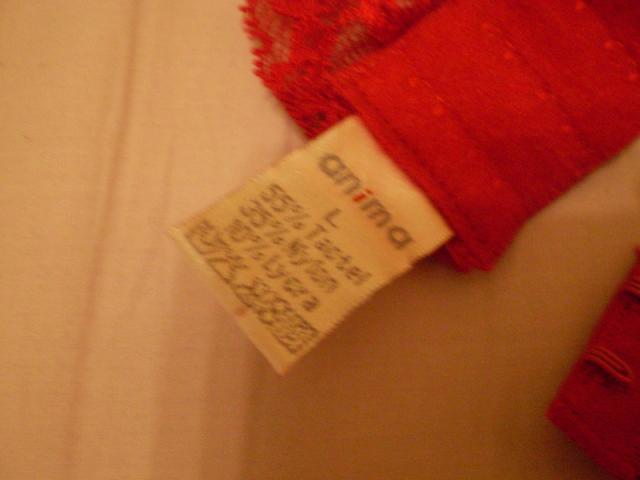 anima
L
55% Tactel
35% Nylon
10% Lycra